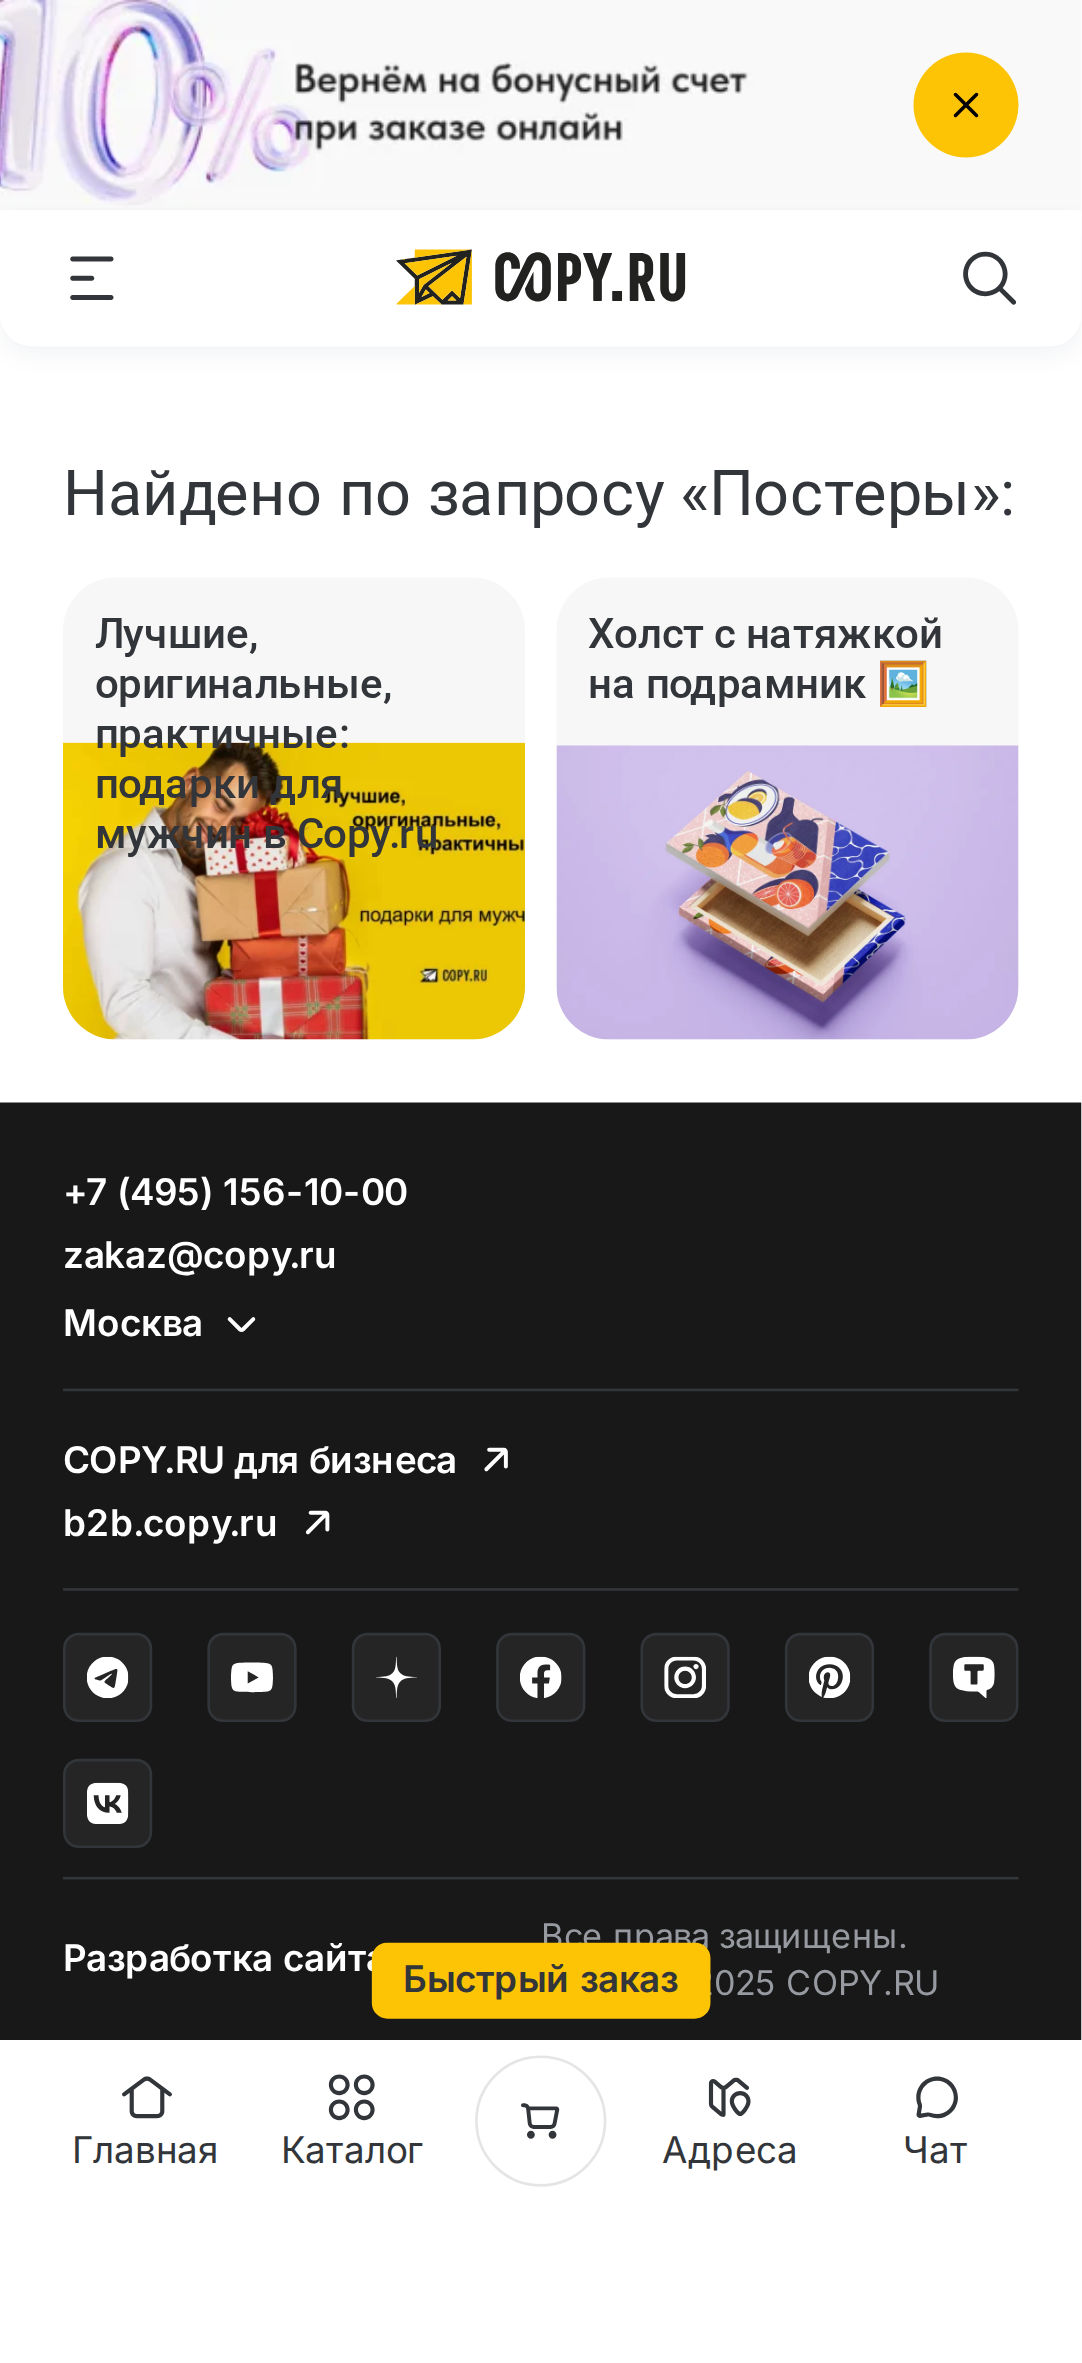 10%
Вернём на бонусный счет
при заказе онлайн
COPY.RU
Найдено по запросу «Постеры»:
Лучшие,
оригинальные,
практичные:
подарки для
мужчин в Copy.ru
Лучшие,
оригинальные,
практичны
подарки для мужч
COPY.RU
Холст с натяжкой
на подрамник
+7 (495) 156-10-00
zakaz@copy.ru
Москва
COPY.RU для бизнеса
b2b.copy.ru
Разработка сайта
Все права защищены.
2025 COPY.RU
Быстрый заказ
Главная
Каталог
Адреса
Чат